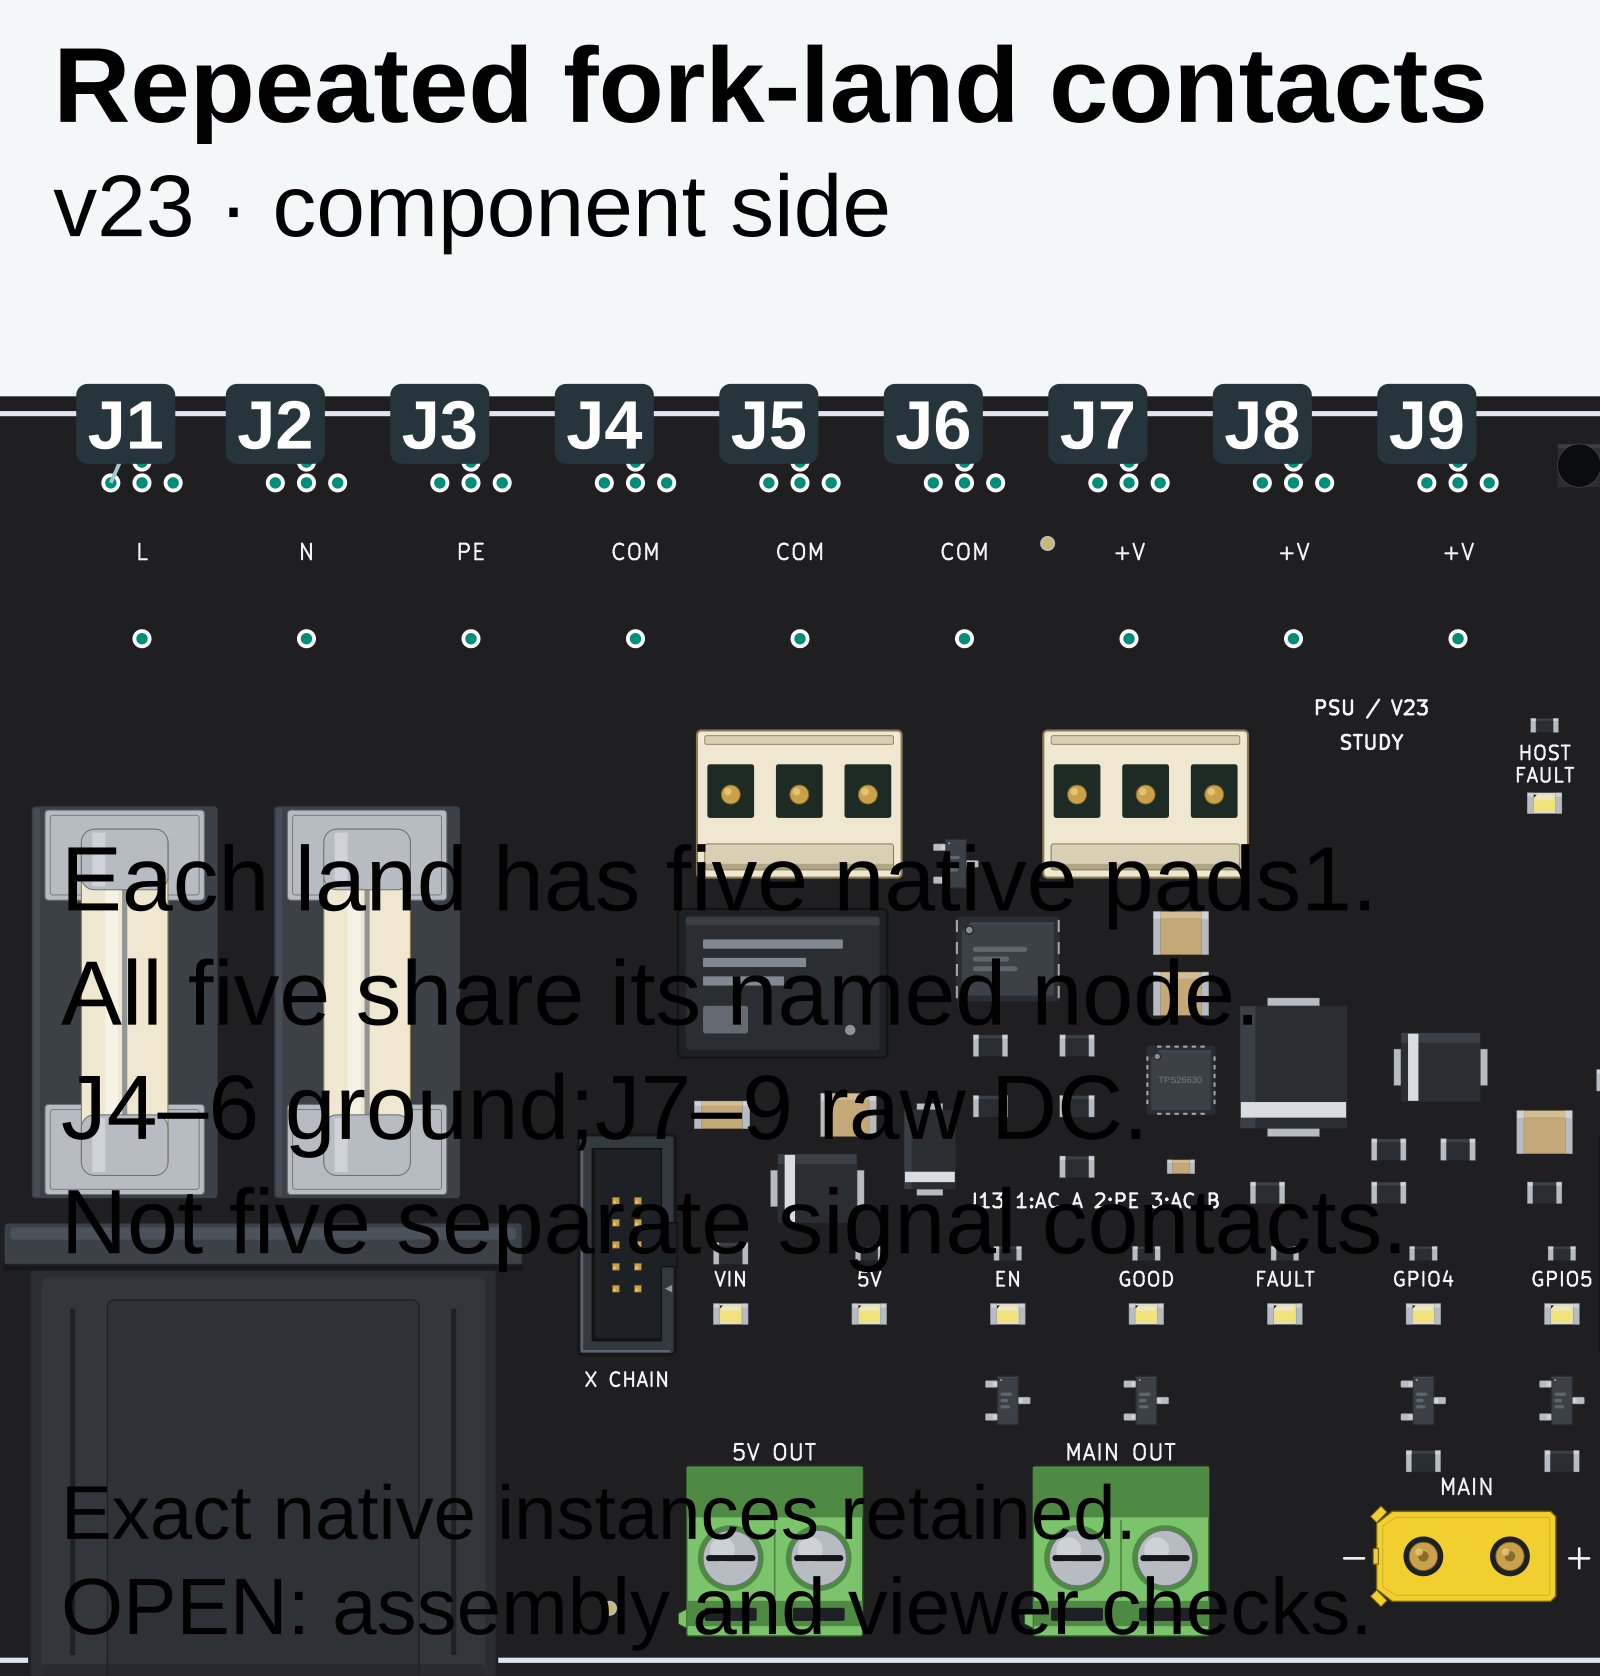 Repeated fork-land contacts
v23 · component side
J1 J2 J3 J4 J5 J6 J7 J8 J9
L N PE COM COM COM +V +V +V
PSU / V23
STUDY
HOST
FAULT
Each land has five native pads1.
All five share its named node.
TPS26630
J4–6 ground;J7–9 raw DC.
J13 1:AC A 2:PE 3:AC B
Not five separate signal contacts.
VIN 5V EN GOOD FAULT GPIO4 GPIO5
X CHAIN
5V OUT MAIN OUT
MAIN
Exact native instances retained.
− +
OPEN: assembly and viewer checks.